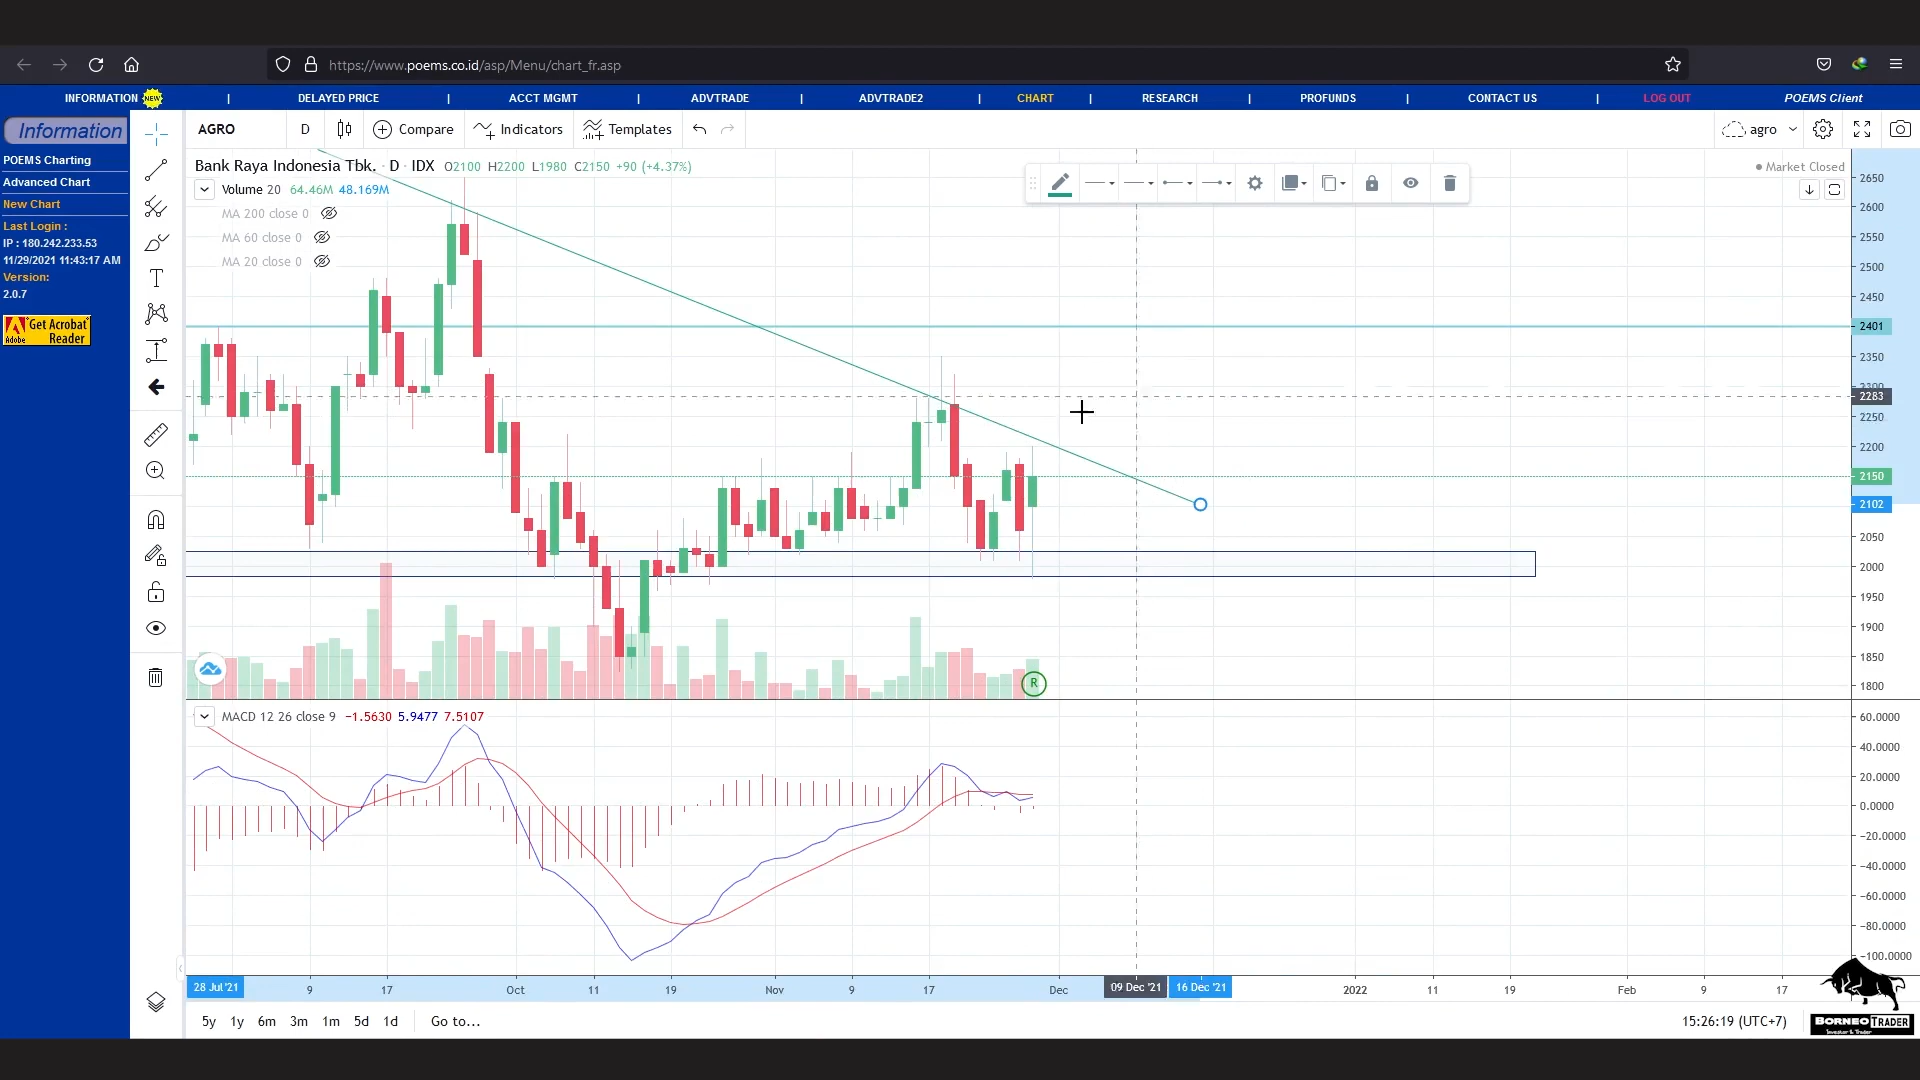 https://www.poems.co.id/asp/Menu/chart_fr.asp
INFORMATION NEW | DELAYED PRICE | ACCT MGMT | ADVTRADE | ADVTRADE2 | CHART | RESEARCH | PROFUNDS | CONTACT US | LOG OUT POEMS Client
Information
POEMS Charting
Advanced Chart
New Chart
Last Login :
IP : 180.242.233.53
11/29/2021 11:43:17 AM
Version:
2.0.7
Get Acrobat
Adobe Reader
AGRO D Compare Indicators Templates agro
Bank Raya Indonesia Tbk. · D · IDX O2100 H2200 L1980 C2150 +90 (+4.37%)
Market Closed
Volume 20 64.46M 48.169M
MA 200 close 0
MA 60 close 0
MA 20 close 0
2650
2600
2550
2500
2450
2401
2350
2300
2283
2250
2200
2150
2102
2050
2000
1950
1900
1850
1800
R
MACD 12 26 close 9 −1.5630 5.9477 7.5107
60.0000
40.0000
20.0000
0.0000
−20.0000
−40.0000
−60.0000
−80.0000
−100.0000
28 Jul '21 9 17 Oct 11 19 Nov 9 17 Dec 09 Dec '21 16 Dec '21 2022 11 19 Feb 9 17
5y 1y 6m 3m 1m 5d 1d Go to... 15:26:19 (UTC+7)
BORNEO TRADER
Investor & Trader